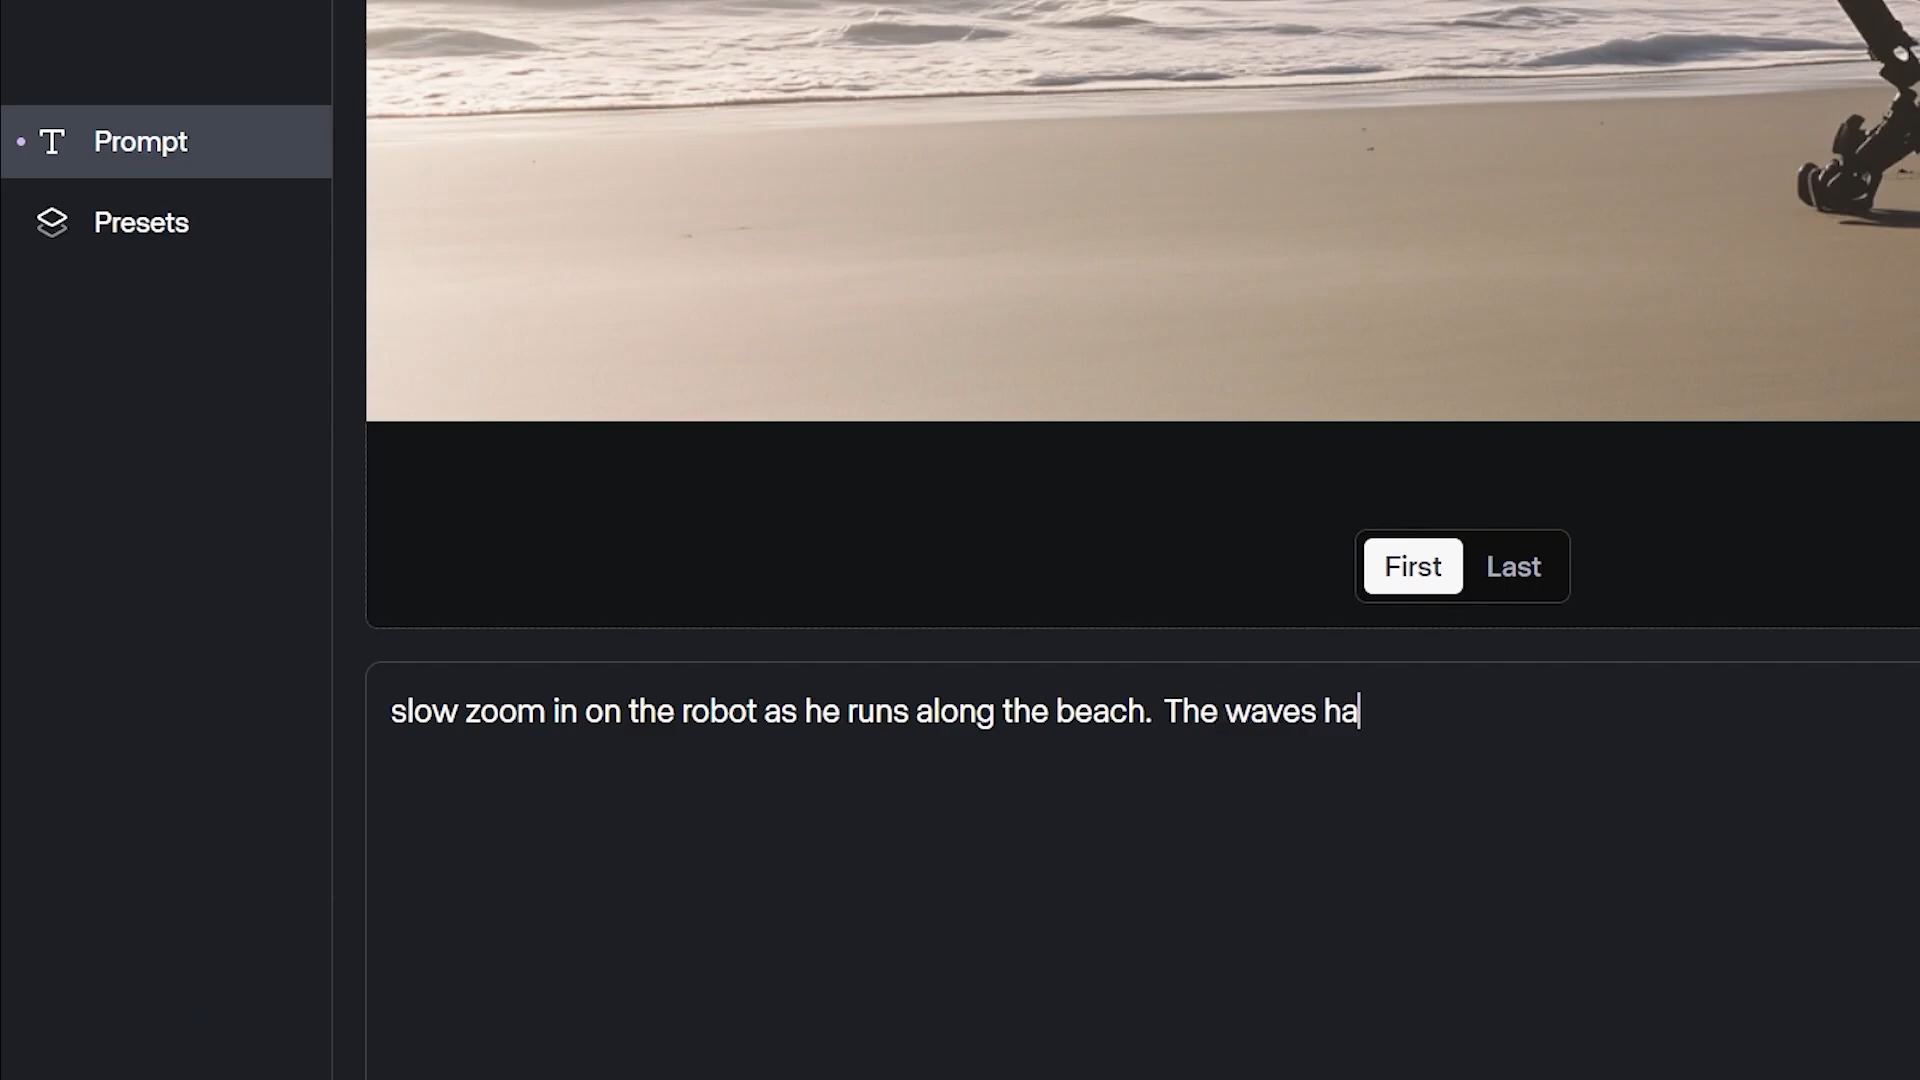 Prompt
Presets
First
Last
slow zoom in on the robot as he runs along the beach.  The waves ha